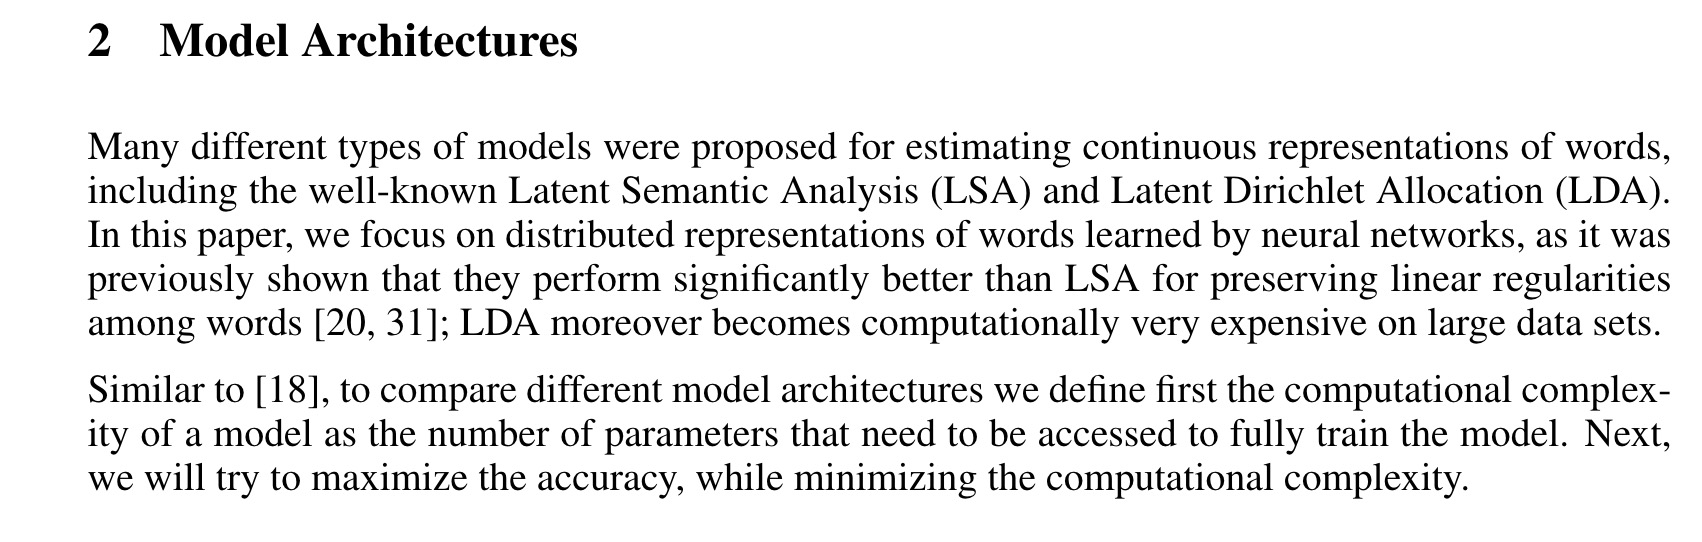 2 Model Architectures
Many different types of models were proposed for estimating continuous representations of words,
including the well-known Latent Semantic Analysis (LSA) and Latent Dirichlet Allocation (LDA).
In this paper, we focus on distributed representations of words learned by neural networks, as it was
previously shown that they perform significantly better than LSA for preserving linear regularities
among words [20, 31]; LDA moreover becomes computationally very expensive on large data sets.
Similar to [18], to compare different model architectures we define first the computational complex-
ity of a model as the number of parameters that need to be accessed to fully train the model. Next,
we will try to maximize the accuracy, while minimizing the computational complexity.